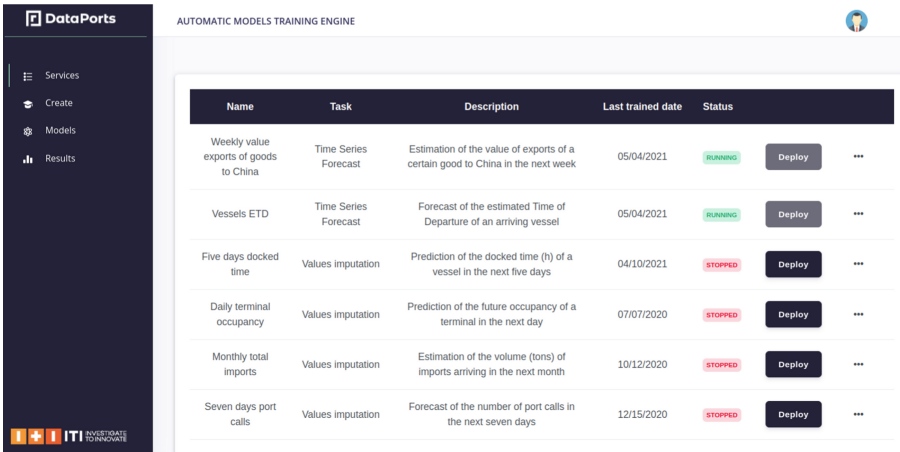 DataPorts
AUTOMATIC MODELS TRAINING ENGINE
Services
Create
Models
Results
Name Task Description Last trained date Status
Weekly value
exports of goods
to China
Time Series
Forecast
Estimation of the value of exports of a
certain good to China in the next week
05/04/2021
RUNNING
Deploy
Vessels ETD
Time Series
Forecast
Forecast of the estimated Time of
Departure of an arriving vessel
05/04/2021
RUNNING
Deploy
Five days docked
time
Values imputation
Prediction of the docked time (h) of a
vessel in the next five days
04/10/2021
STOPPED
Deploy
Daily terminal
occupancy
Values imputation
Prediction of the future occupancy of a
terminal in the next day
07/07/2020
STOPPED
Deploy
Monthly total
imports
Values imputation
Estimation of the volume (tons) of
imports arriving in the next month
10/12/2020
STOPPED
Deploy
Seven days port
calls
Values imputation
Forecast of the number of port calls in
the next seven days
12/15/2020
STOPPED
Deploy
ITI INVESTIGATE
TO INNOVATE